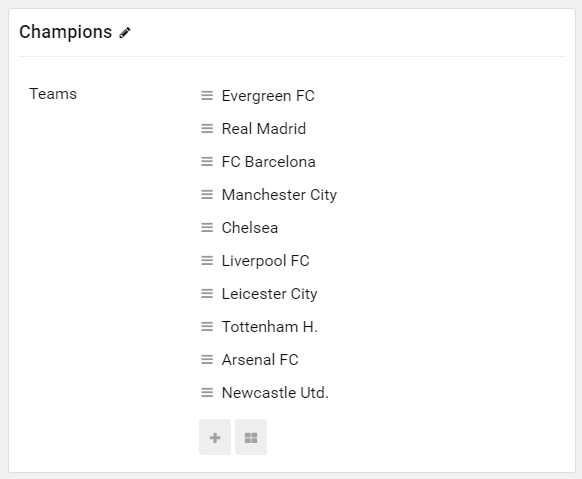 Champions
Teams
Evergreen FC
Real Madrid
FC Barcelona
Manchester City
Chelsea
Liverpool FC
Leicester City
Tottenham H.
Arsenal FC
Newcastle Utd.